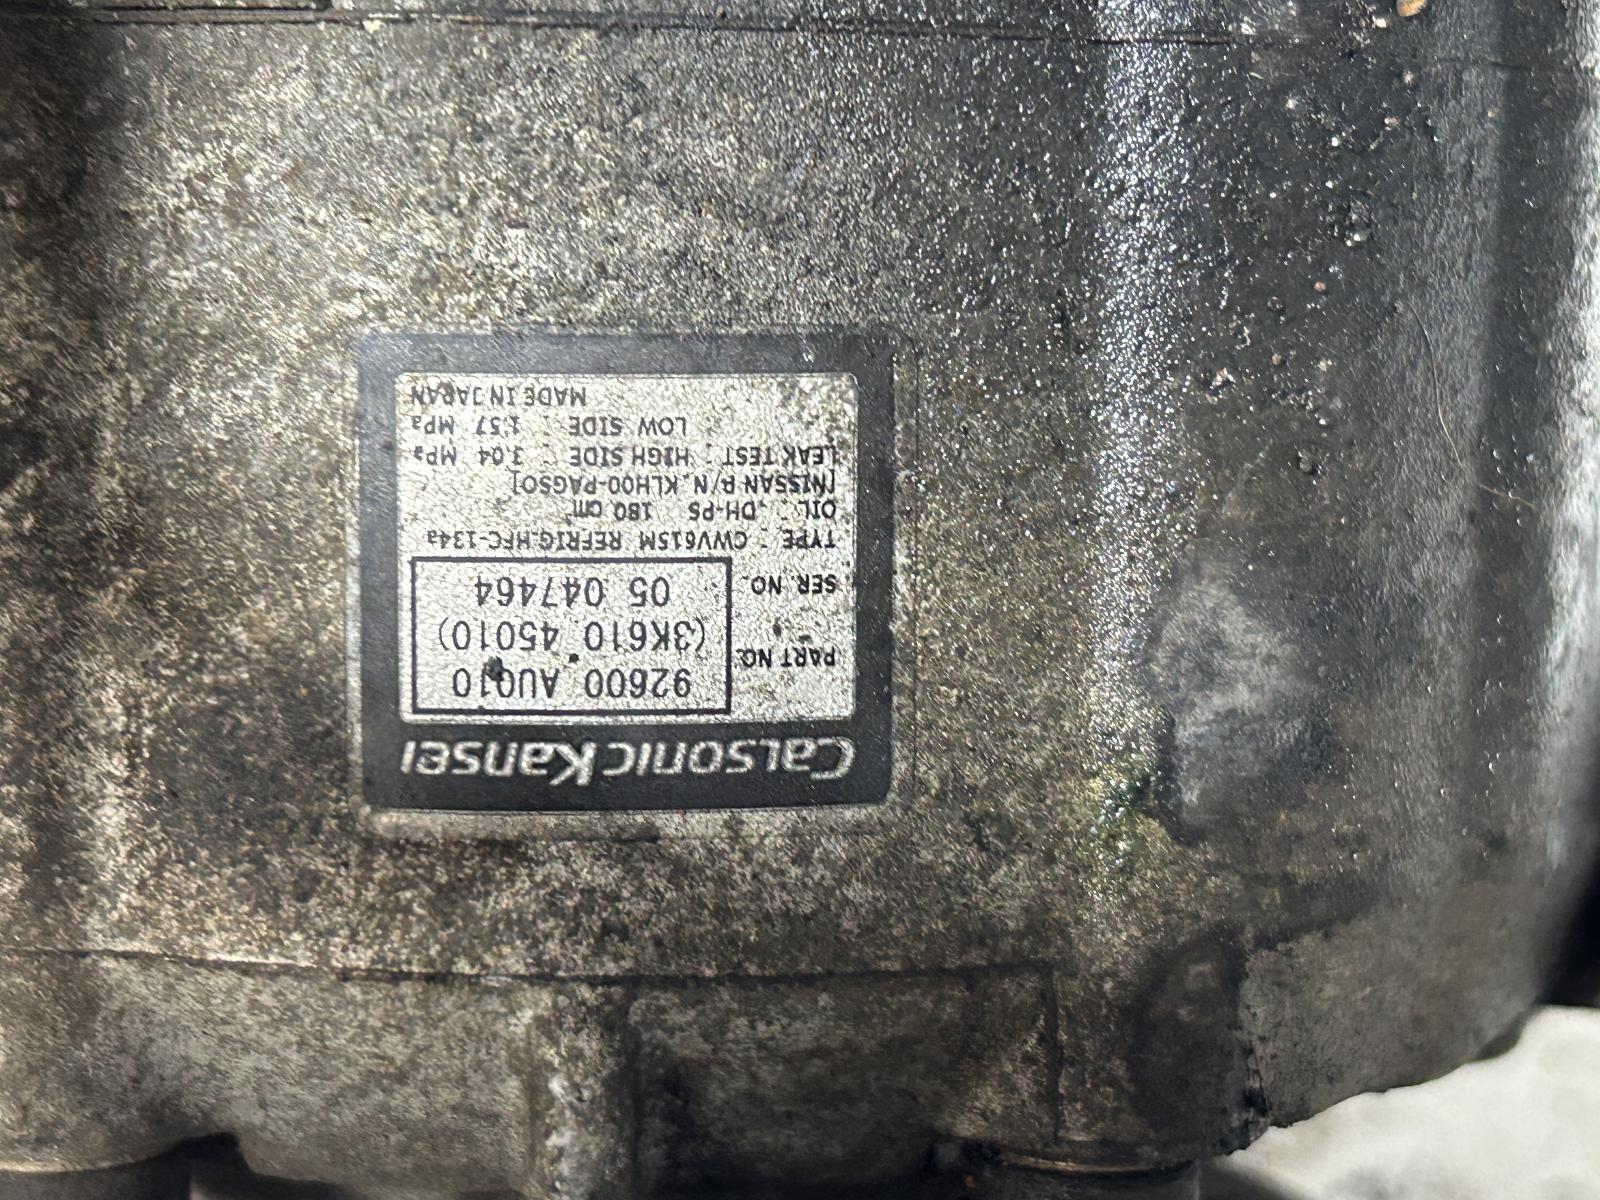 CalsonicKansei
PART NO. 92600 AU010
(3K610 45010)
SER. NO. 05 047464
TYPE : CWV615M REFRIG.HFC-134a
OIL : DH-PS 180 cm³
[NISSAN P/N. KLH00-PAGS0]
LEAK TEST : HIGH SIDE : 3.04 MPa
LOW SIDE : 1.57 MPa
MADE IN JAPAN